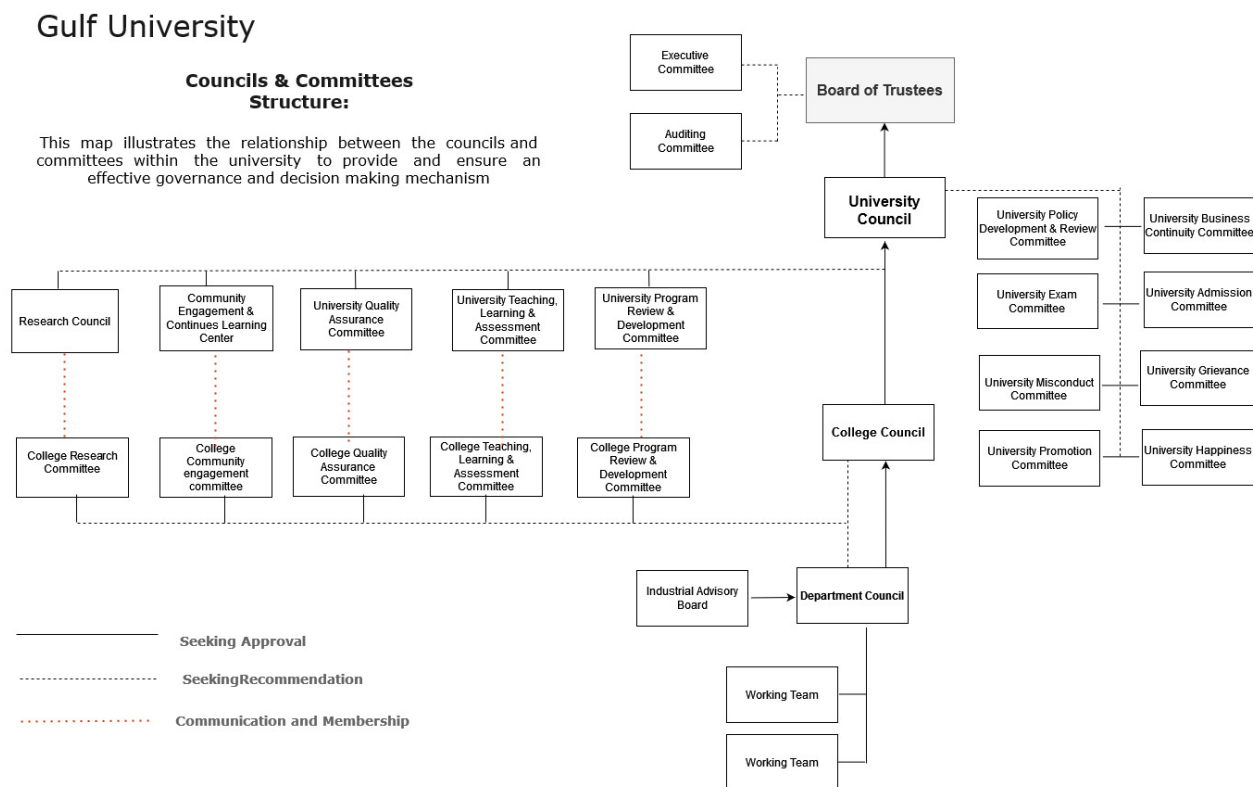 Gulf University
Councils & Committees
Structure:
This map illustrates the relationship between the councils and
committees within the university to provide and ensure an
effective governance and decision making mechanism
Executive
Committee
Board of Trustees
Auditing
Committee
University
Council
University Policy
Development & Review
Committee
University Business
Continuity Committee
University Exam
Committee
University Admission
Committee
University Misconduct
Committee
University Grievance
Committee
University Promotion
Committee
University Happiness
Committee
Research Council
Community
Engagement &
Continues Learning
Center
University Quality
Assurance
Committee
University Teaching,
Learning &
Assessment
Committee
University Program
Review &
Development
Committee
College Council
College Research
Committee
College
Community
engagement
committee
College Quality
Assurance
Committee
College Teaching,
Learning &
Assessment
Committee
College Program
Review &
Development
Committee
Industrial Advisory
Board
Department Council
Working Team
Working Team
Seeking Approval
SeekingRecommendation
Communication and Membership